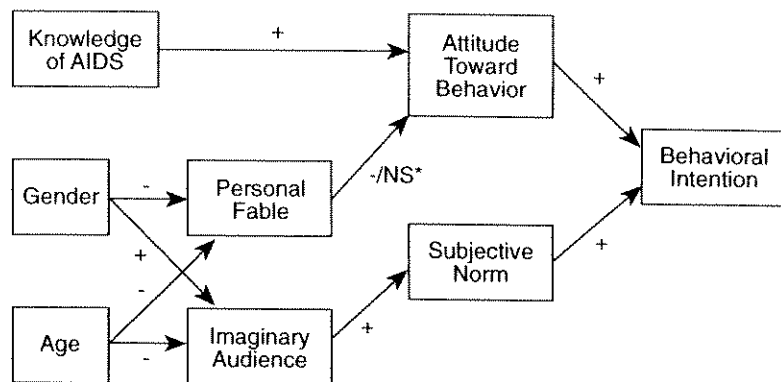 Knowledge
of AIDS
+
Attitude
Toward
Behavior
+
Gender
-
Personal
Fable
-/NS*
Behavioral
Intention
+
-
Subjective
Norm
+
Age
-
Imaginary
Audience
+